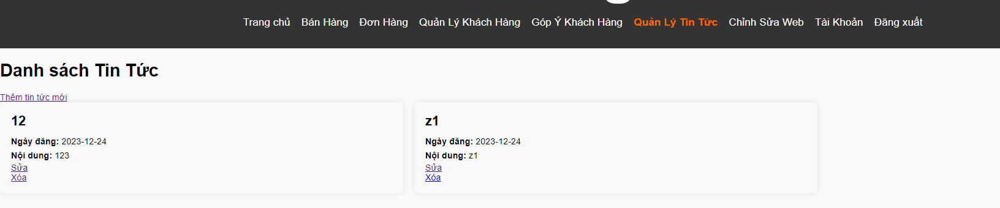 Trang chủ Bán Hàng Đơn Hàng Quản Lý Khách Hàng Góp Ý Khách Hàng Quản Lý Tin Tức Chỉnh Sửa Web Tài Khoản Đăng xuất
Danh sách Tin Tức
Thêm tin tức mới
12
Ngày đăng: 2023-12-24
Nội dung: 123
Sửa
Xóa
z1
Ngày đăng: 2023-12-24
Nội dung: z1
Sửa
Xóa